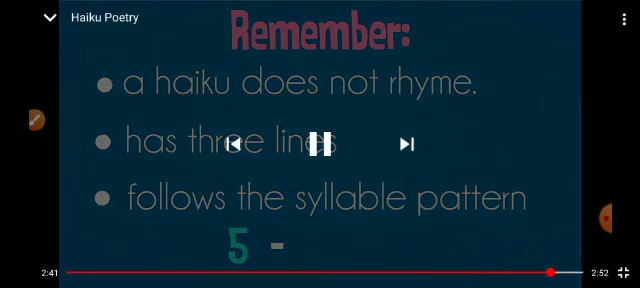 Haiku Poetry
Remember:
• a haiku does not rhyme.
• has three lines
• follows the syllable pattern
5 -
2:41
2:52